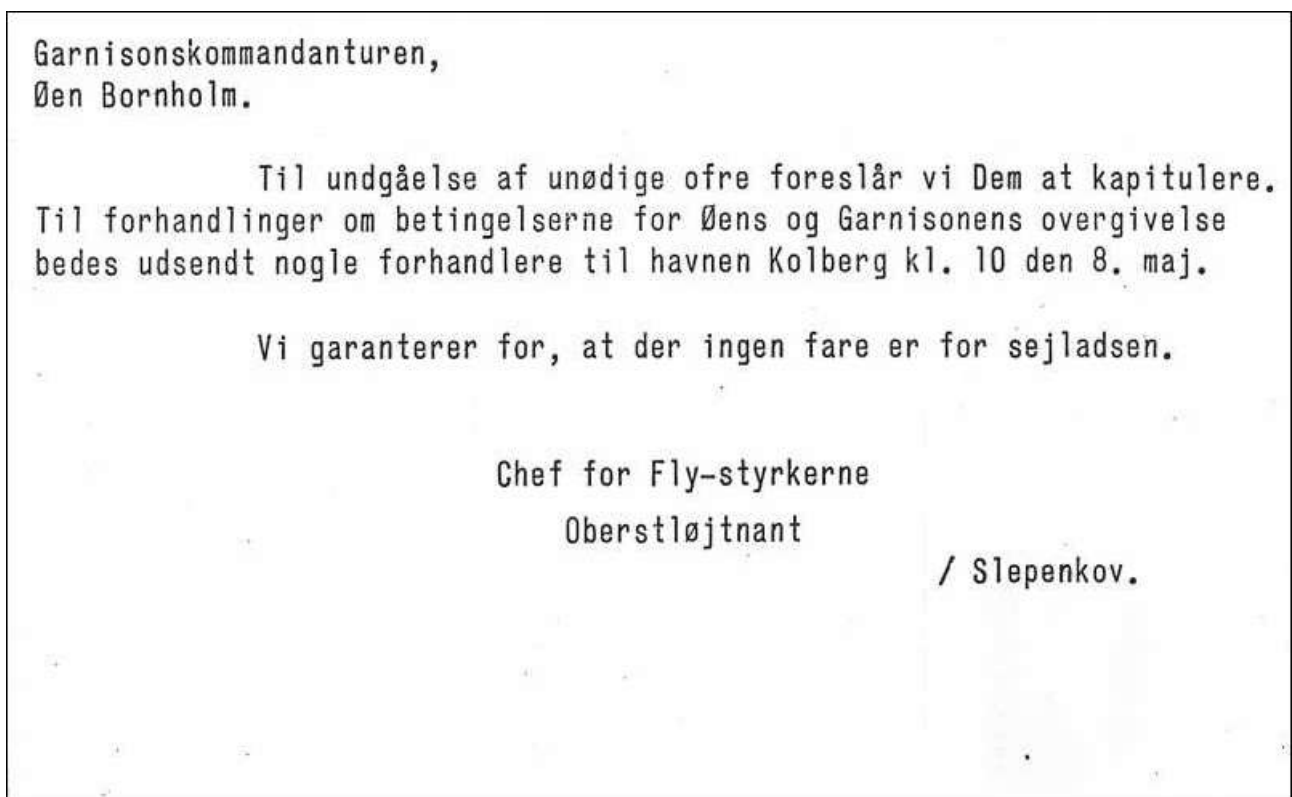 Garnisonskommandanturen,
Øen Bornholm.
Til undgåelse af unødige ofre foreslår vi Dem at kapitulere.
Til forhandlinger om betingelserne for Øens og Garnisonens overgivelse
bedes udsendt nogle forhandlere til havnen Kolberg kl. 10 den 8. maj.
Vi garanterer for, at der ingen fare er for sejladsen.
Chef for Fly-styrkerne
Oberstløjtnant
/ Slepenkov.